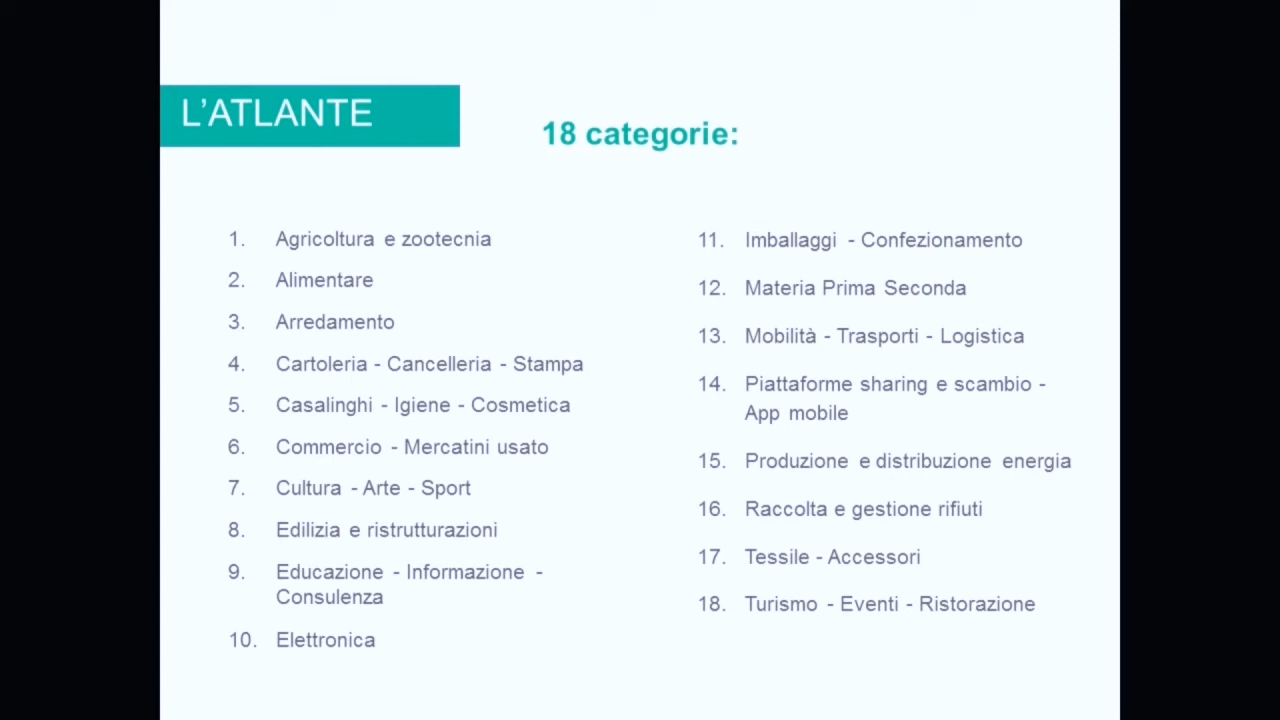 L'ATLANTE
18 categorie:
1. Agricoltura e zootecnia
2. Alimentare
3. Arredamento
4. Cartoleria - Cancelleria - Stampa
5. Casalinghi - Igiene - Cosmetica
6. Commercio - Mercatini usato
7. Cultura - Arte - Sport
8. Edilizia e ristrutturazioni
9. Educazione - Informazione -
Consulenza
10. Elettronica
11. Imballaggi - Confezionamento
12. Materia Prima Seconda
13. Mobilità - Trasporti - Logistica
14. Piattaforme sharing e scambio -
App mobile
15. Produzione e distribuzione energia
16. Raccolta e gestione rifiuti
17. Tessile - Accessori
18. Turismo - Eventi - Ristorazione